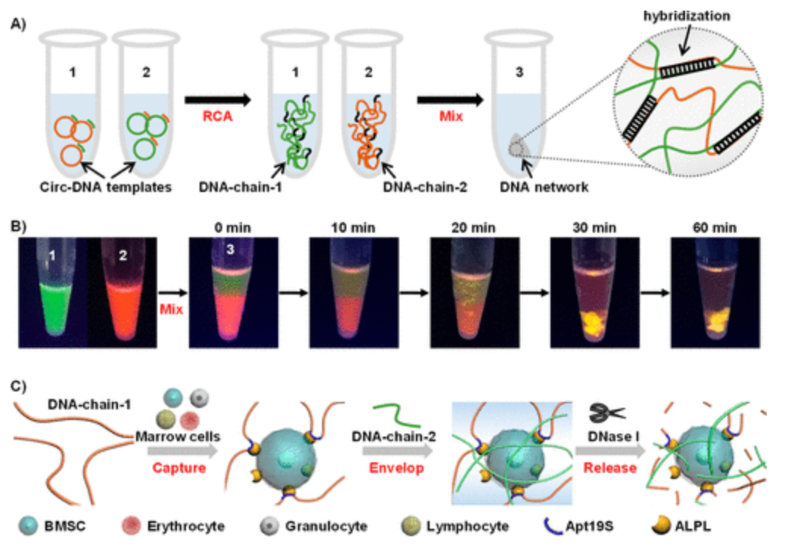 A)
hybridization
1
2
1
2
3
RCA
Mix
Circ-DNA templates
DNA-chain-1
DNA-chain-2
DNA network
B)
0 min
10 min
20 min
30 min
60 min
1
2
3
Mix
C)
DNA-chain-1
Marrow cells
Capture
DNA-chain-2
Envelop
DNase I
Release
BMSC
Erythrocyte
Granulocyte
Lymphocyte
Apt19S
ALPL